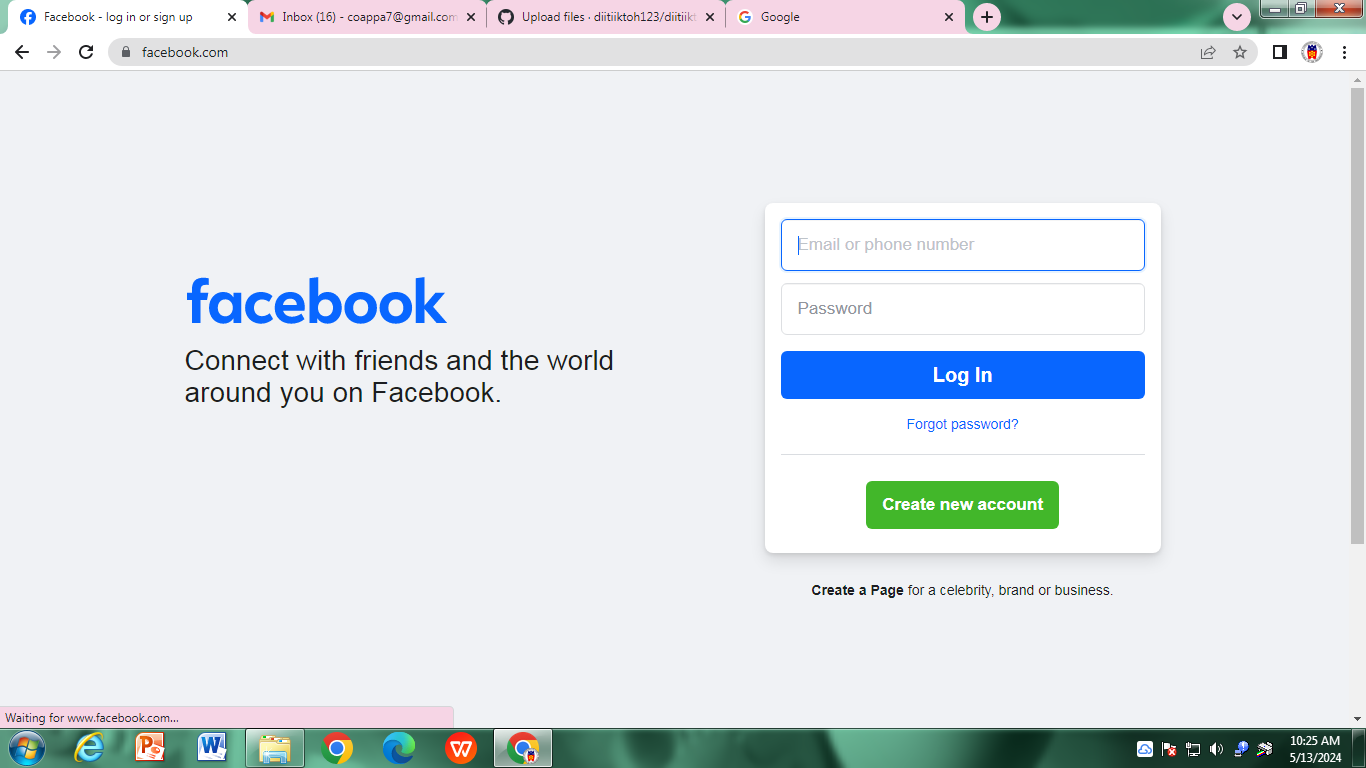 Facebook - log in or sign up
Inbox (16) - coappa7@gmail.com
Upload files · diitiiktoh123/diitiikt
Google
facebook.com
facebook
Connect with friends and the world
around you on Facebook.
Email or phone number
Password
Log In
Forgot password?
Create new account
Create a Page for a celebrity, brand or business.
Waiting for www.facebook.com...
10:25 AM
5/13/2024